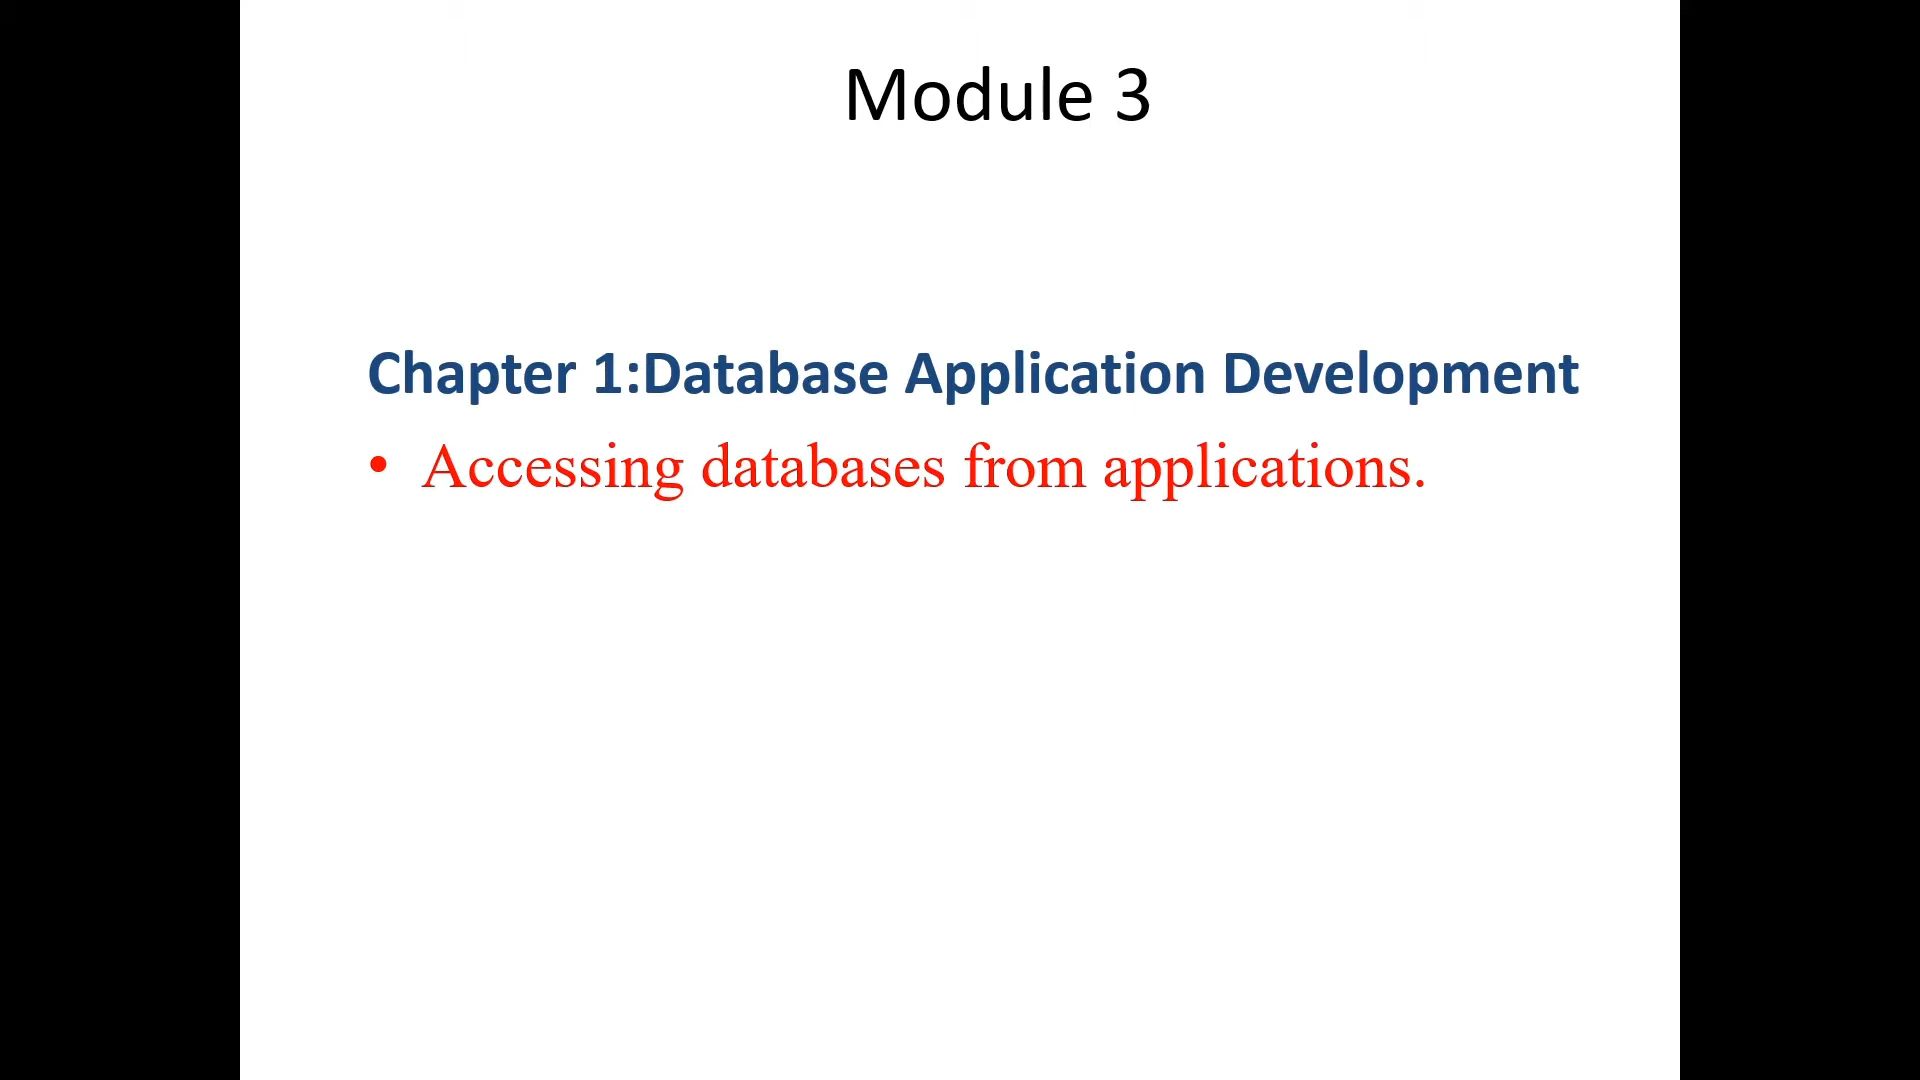 Module 3
Chapter 1:Database Application Development
• Accessing databases from applications.